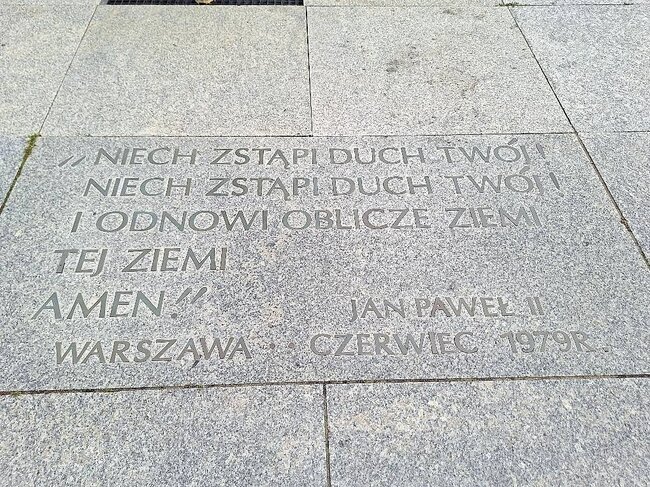 „NIECH ZSTĄPI DUCH TWÓJ!
NIECH ZSTĄPI DUCH TWÓJ!
I ODNOWI OBLICZE ZIEMI
TEJ ZIEMI
AMEN."
JAN PAWEŁ II
WARSZAWA · · CZERWIEC 1979R.